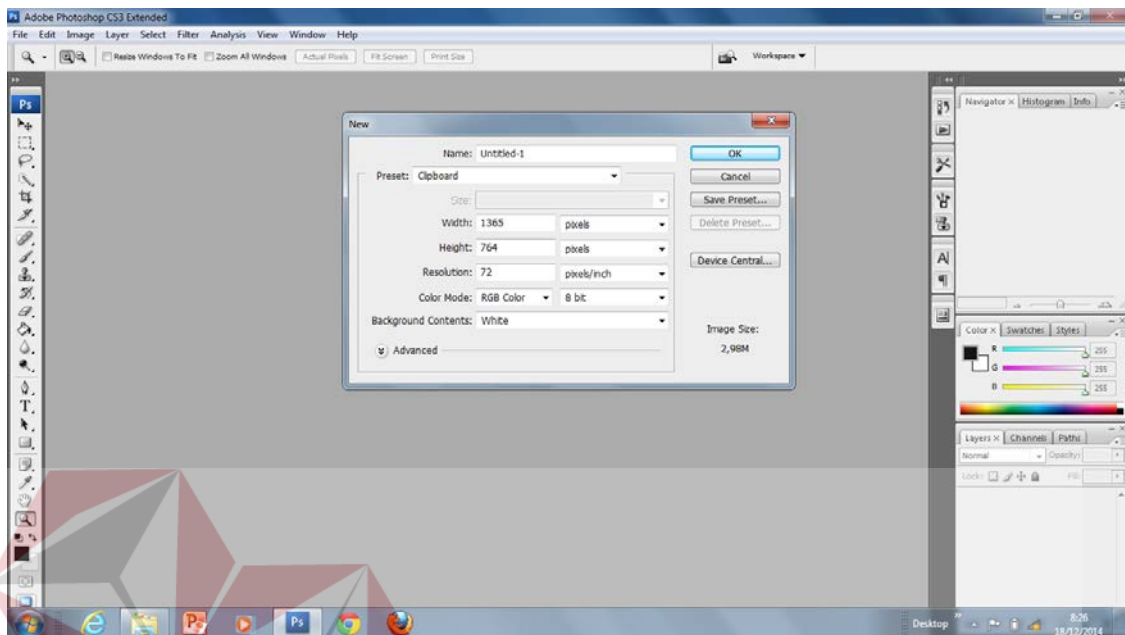 Adobe Photoshop CS3 Extended
File Edit Image Layer Select Filter Analysis View Window Help
Resize Windows To Fit Zoom All Windows Actual Pixels Fit Screen Print Size Workspace
Ps
Navigator × Histogram Info
New
Name: Untitled-1
OK
Preset: Clipboard
Cancel
Size:
Save Preset...
Width: 1365 pixels
Delete Preset...
Height: 764 pixels
Device Central...
Resolution: 72 pixels/inch
Color Mode: RGB Color 8 bit
Background Contents: White
Image Size:
2,98M
Advanced
Color × Swatches Styles
R 255
G 255
B 255
Layers × Channels Paths
Normal Opacity:
Lock: Fill:
Desktop
8:26
18/12/2014